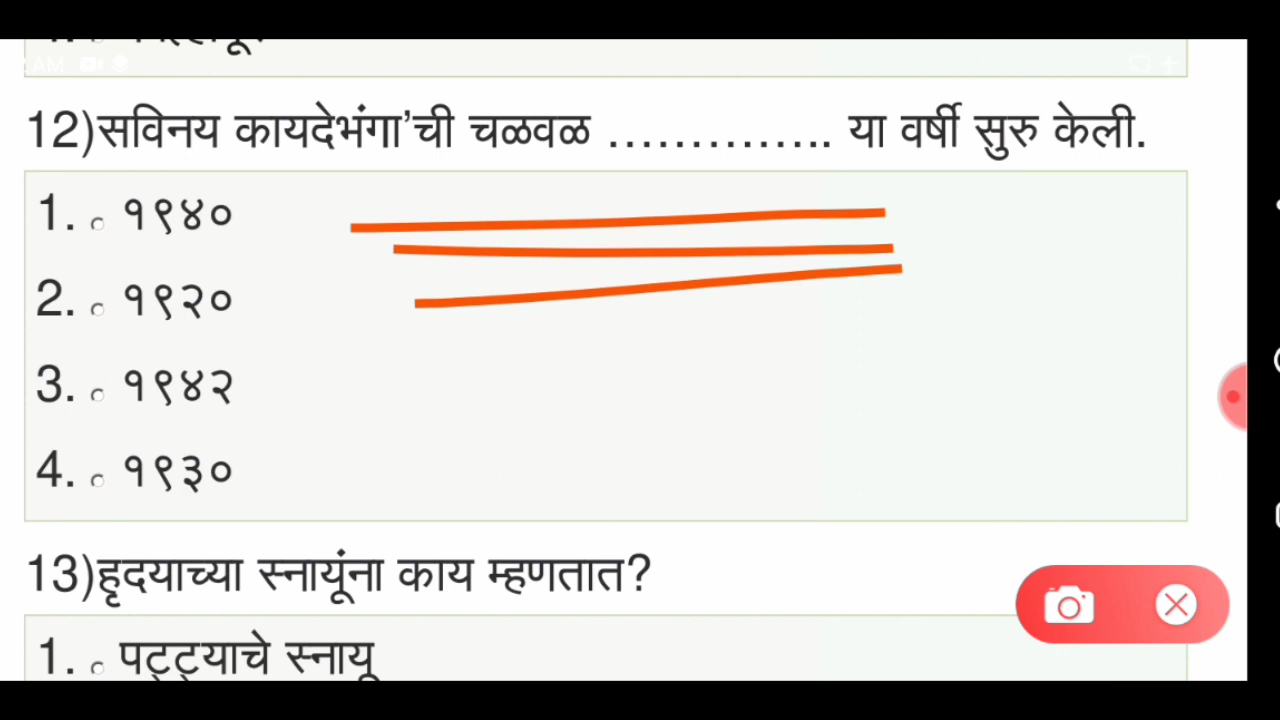 AM
12)सविनय कायदेभंगा’ची चळवळ .............. या वर्षी सुरु केली.
1. १९४०
2. १९२०
3. १९४२
4. १९३०
13)हृदयाच्या स्नायूंना काय म्हणतात?
1. पट्ट्याचे स्नायू